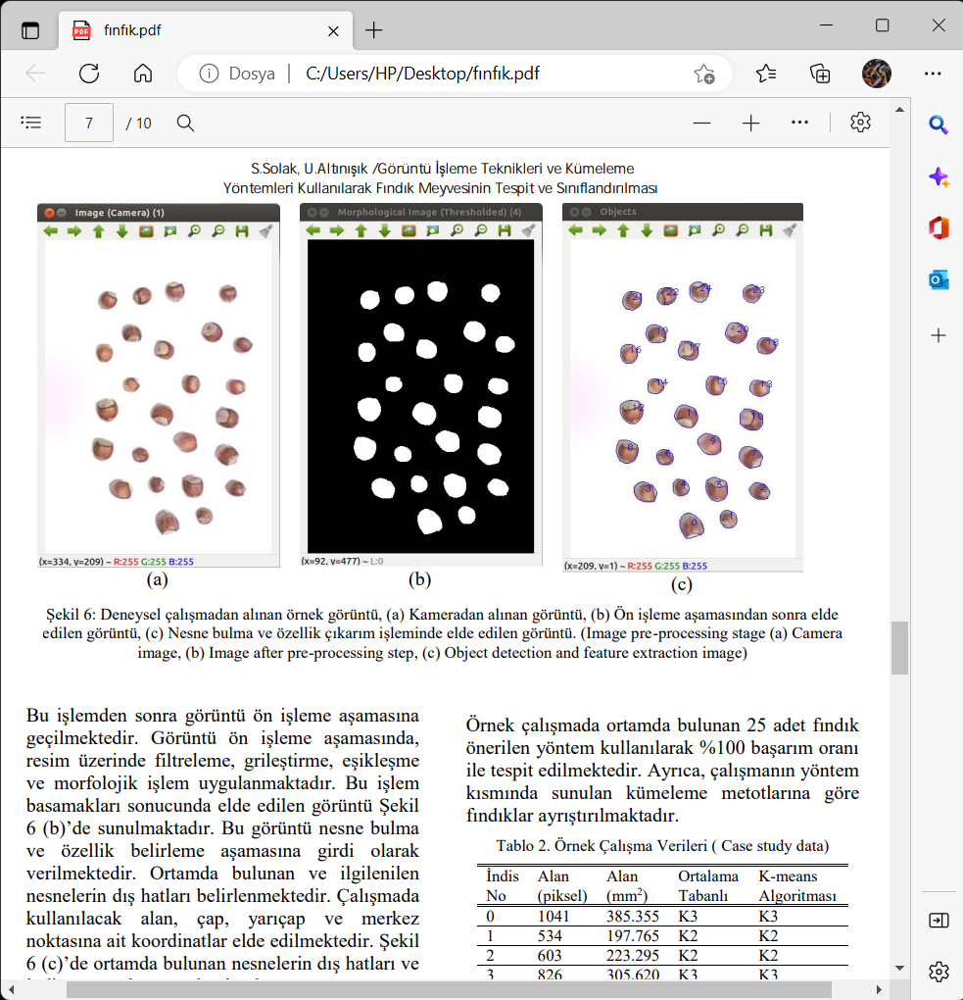 fınfık.pdf
Dosya | C:/Users/HP/Desktop/fınfık.pdf
7 / 10
S.Solak, U.Altınışık /Görüntü İşleme Teknikleri ve Kümeleme
Yöntemleri Kullanılarak Fındık Meyvesinin Tespit ve Sınıflandırılması
Image (Camera) (1)
Morphological Image (Thresholded) (4)
Objects
(x=334, y=209) ~ R:255 G:255 B:255
(x=92, y=477) ~ L:0
(x=209, y=1) ~ R:255 G:255 B:255
(a)
(b)
(c)
Şekil 6: Deneysel çalışmadan alınan örnek görüntü, (a) Kameradan alınan görüntü, (b) Ön işleme aşamasından sonra elde
edilen görüntü, (c) Nesne bulma ve özellik çıkarım işleminde elde edilen görüntü. (Image pre-processing stage (a) Camera
image, (b) Image after pre-processing step, (c) Object detection and feature extraction image)
Bu işlemden sonra görüntü ön işleme aşamasına
geçilmektedir. Görüntü ön işleme aşamasında,
resim üzerinde filtreleme, grileştirme, eşikleşme
ve morfolojik işlem uygulanmaktadır. Bu işlem
basamakları sonucunda elde edilen görüntü Şekil
6 (b)’de sunulmaktadır. Bu görüntü nesne bulma
ve özellik belirleme aşamasına girdi olarak
verilmektedir. Ortamda bulunan ve ilgilenilen
nesnelerin dış hatları belirlenmektedir. Çalışmada
kullanılacak alan, çap, yarıçap ve merkez
noktasına ait koordinatlar elde edilmektedir. Şekil
6 (c)’de ortamda bulunan nesnelerin dış hatları ve
Örnek çalışmada ortamda bulunan 25 adet fındık
önerilen yöntem kullanılarak %100 başarım oranı
ile tespit edilmektedir. Ayrıca, çalışmanın yöntem
kısmında sunulan kümeleme metotlarına göre
fındıklar ayrıştırılmaktadır.
Tablo 2. Örnek Çalışma Verileri ( Case study data)
İndis Alan Alan Ortalama K-means
No (piksel) (mm²) Tabanlı Algoritması
0 1041 385.355 K3 K3
1 534 197.765 K2 K2
2 603 223.295 K2 K2
3 826 305.620 K3 K3